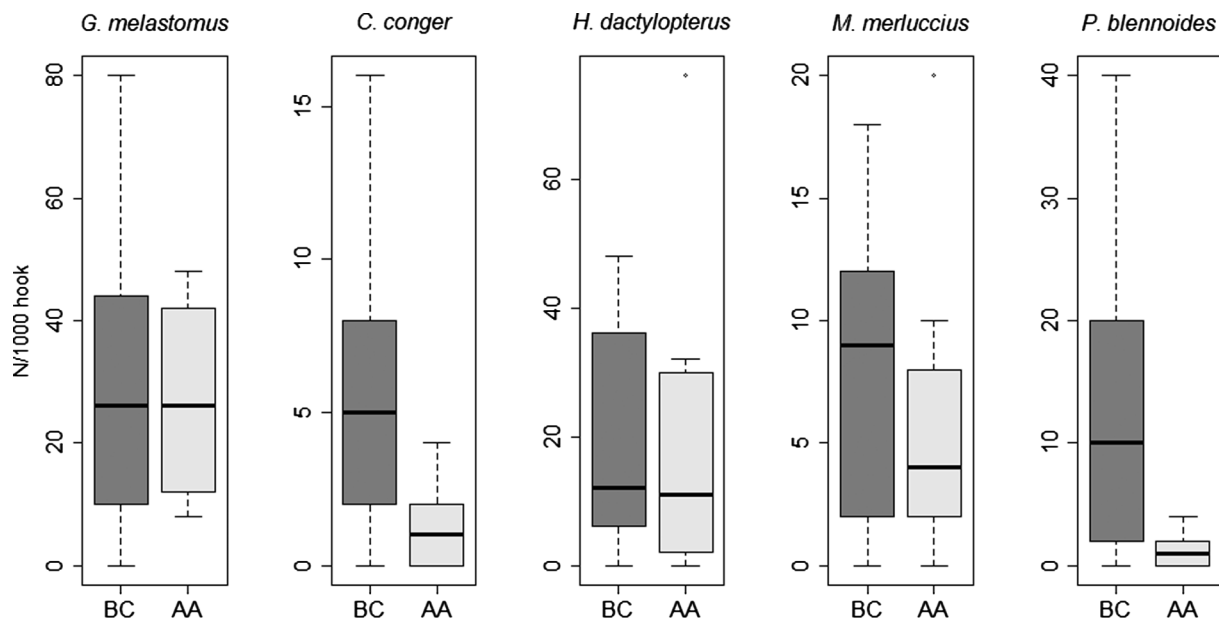 G. melastomus
C. conger
H. dactylopterus
M. merluccius
P. blennoides
N/1000 hook
0
20
40
60
80
BC
AA
0
5
10
15
BC
AA
0
20
40
60
BC
AA
0
5
10
15
20
BC
AA
0
10
20
30
40
BC
AA